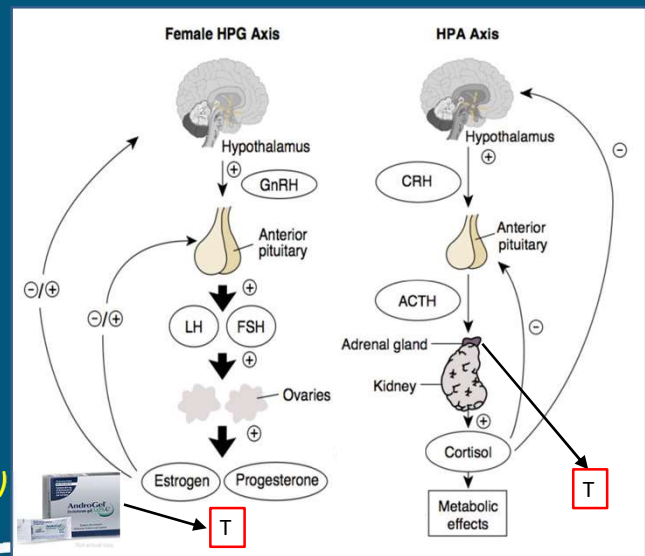 Female HPG Axis
Hypothalamus
⊕
GnRH
Anterior
pituitary
⊖/⊕
⊖/⊕
⊕
LH
FSH
⊕
Ovaries
⊕
Estrogen
Progesterone
AndroGel
T
HPA Axis
Hypothalamus
⊕
⊖
CRH
Anterior
pituitary
ACTH
⊖
Adrenal gland
Kidney
⊕
Cortisol
T
Metabolic
effects